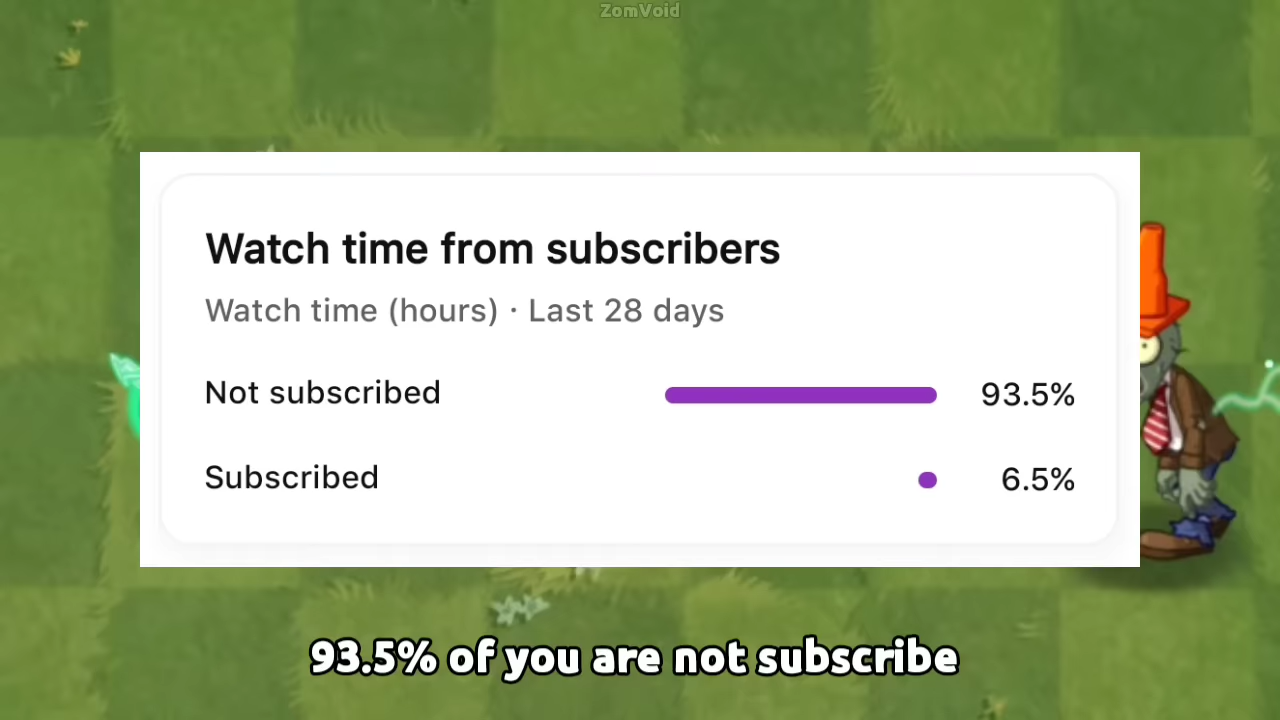 ZomVoid
Watch time from subscribers
Watch time (hours) · Last 28 days
Not subscribed 93.5%
Subscribed 6.5%
93.5% of you are not subscribe